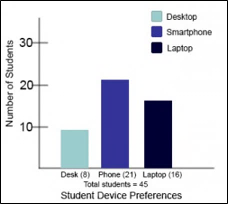 Desktop
Smartphone
Laptop
Number of Students
30
20
10
Desk (8) Phone (21) Laptop (16)
Total students = 45
Student Device Preferences